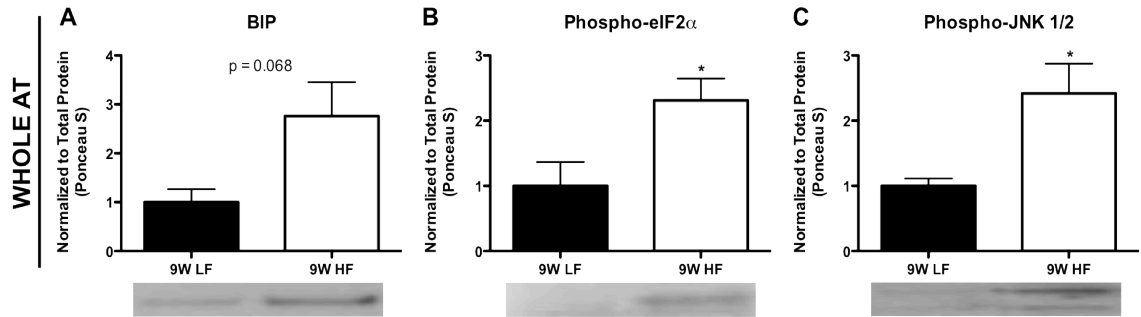 WHOLE AT
A
BIP
Normalized to Total Protein
(Ponceau S)
4
3
2
1
0
p = 0.068
9W LF
9W HF
B
Phospho-eIF2α
Normalized to Total Protein
(Ponceau S)
3
2
1
0
*
9W LF
9W HF
C
Phospho-JNK 1/2
Normalized to Total Protein
(Ponceau S)
3
2
1
0
*
9W LF
9W HF